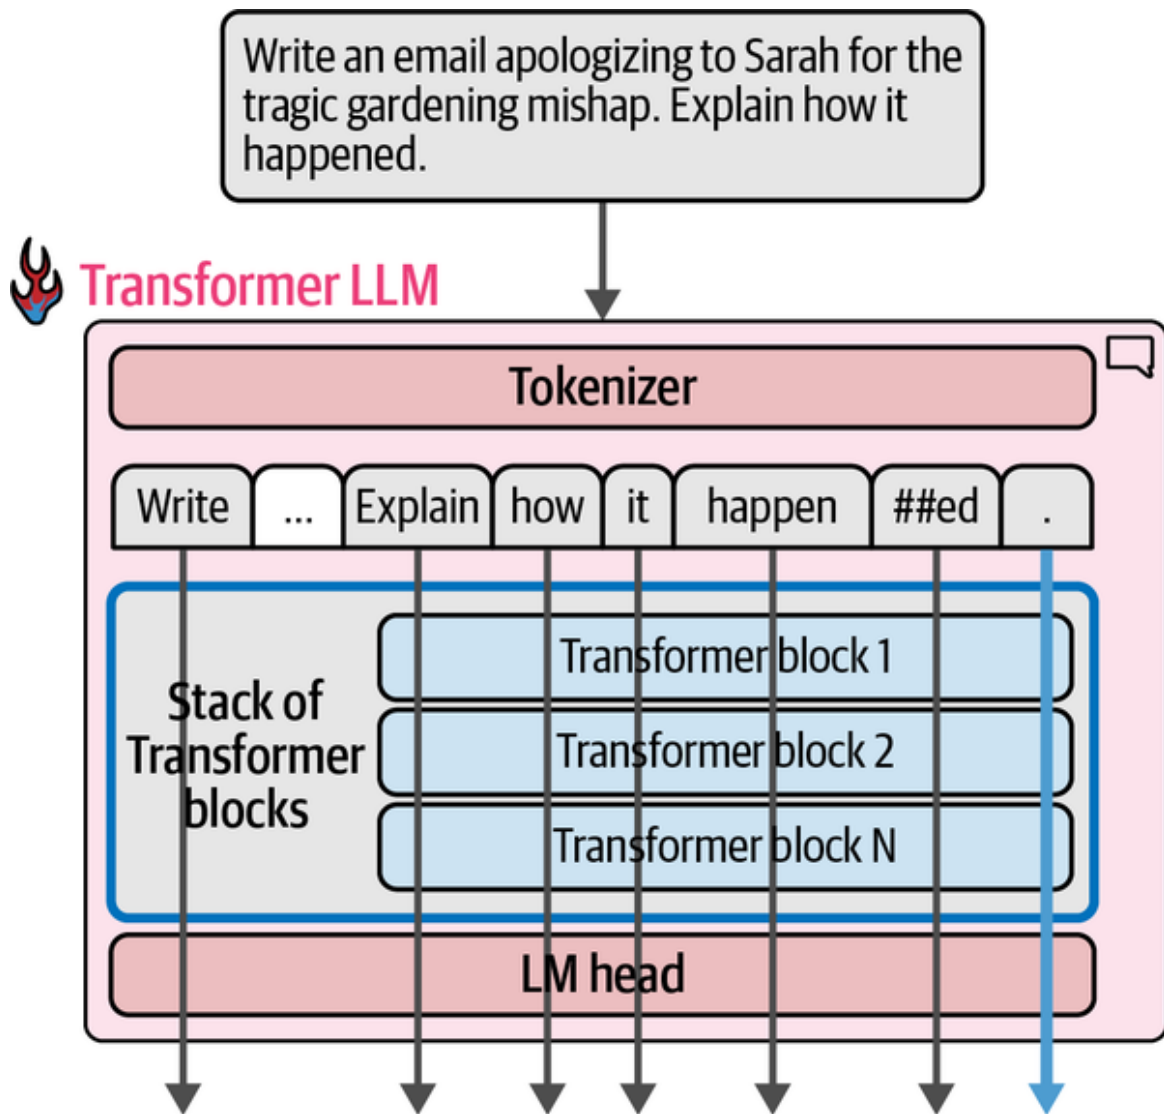 Write an email apologizing to Sarah for the
tragic gardening mishap. Explain how it
happened.
Transformer LLM
Tokenizer
Write ... Explain how it happen ##ed .
Stack of
Transformer
blocks
Transformer block 1
Transformer block 2
Transformer block N
LM head